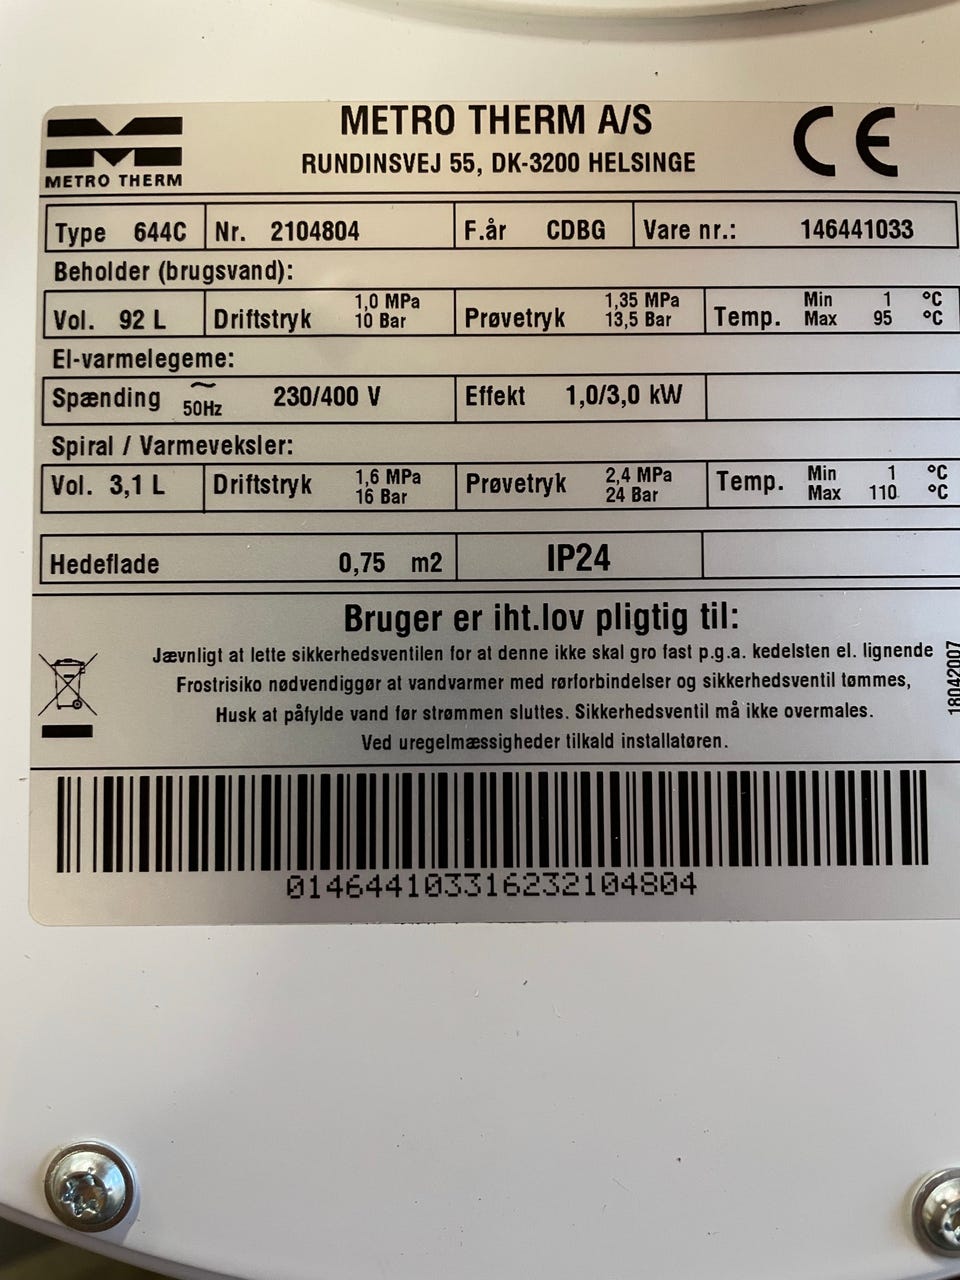 METRO THERM A/S
RUNDINSVEJ 55, DK-3200 HELSINGE
METRO THERM
CE
Type 644C Nr. 2104804 F.år CDBG Vare nr.: 146441033
Beholder (brugsvand):
Vol. 92 L Driftstryk 1,0 MPa 10 Bar Prøvetryk 1,35 MPa 13,5 Bar Temp. Min 1 °C Max 95 °C
El-varmelegeme:
Spænding ~ 50Hz 230/400 V Effekt 1,0/3,0 kW
Spiral / Varmeveksler:
Vol. 3,1 L Driftstryk 1,6 MPa 16 Bar Prøvetryk 2,4 MPa 24 Bar Temp. Min 1 °C Max 110 °C
Hedeflade 0,75 m2 IP24
Bruger er iht.lov pligtig til:
Jævnligt at lette sikkerhedsventilen for at denne ikke skal gro fast p.g.a. kedelsten el. lignende
Frostrisiko nødvendiggør at vandvarmer med rørforbindelser og sikkerhedsventil tømmes,
Husk at påfylde vand før strømmen sluttes. Sikkerhedsventil må ikke overmales.
Ved uregelmæssigheder tilkald installatøren.
18042007
014644103316232104804